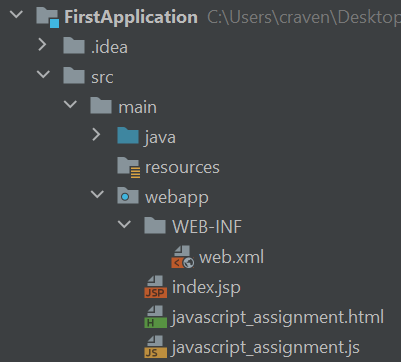 FirstApplication C:\Users\craven\Desktop
.idea
src
main
java
resources
webapp
WEB-INF
web.xml
JSP index.jsp
H javascript_assignment.html
JS javascript_assignment.js